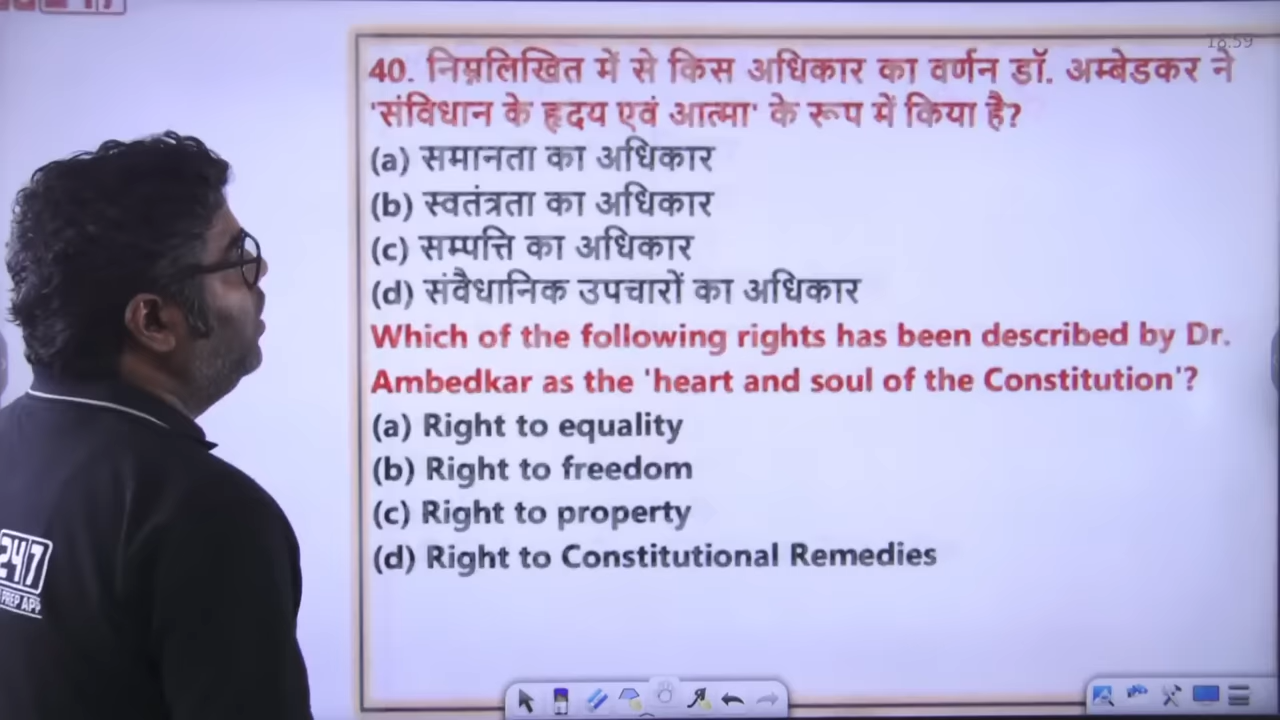 18:59
40. निम्नलिखित में से किस अधिकार का वर्णन डॉ. अम्बेडकर ने
'संविधान के हृदय एवं आत्मा' के रूप में किया है?
(a) समानता का अधिकार
(b) स्वतंत्रता का अधिकार
(c) सम्पत्ति का अधिकार
(d) संवैधानिक उपचारों का अधिकार
Which of the following rights has been described by Dr.
Ambedkar as the 'heart and soul of the Constitution'?
(a) Right to equality
(b) Right to freedom
(c) Right to property
(d) Right to Constitutional Remedies
247
PREP APP